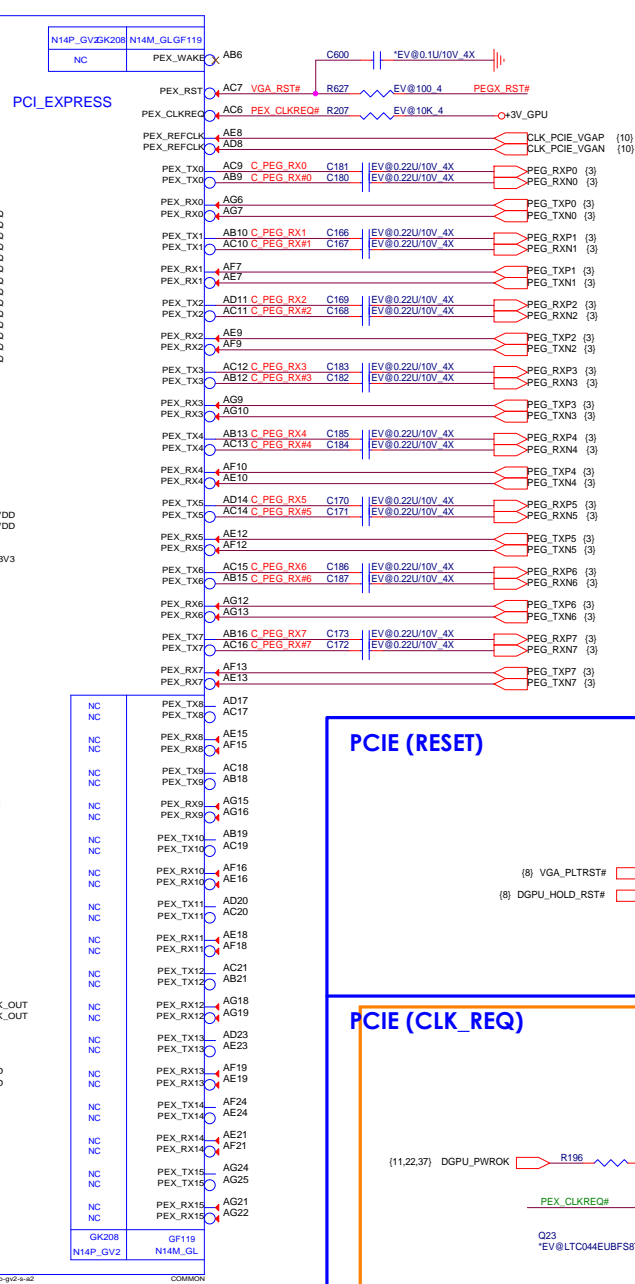 N14P_GV2 GK208 N14M_GL GF119
NC PEX_WAKE AB6 C600 *EV@0.1U/10V_4X
PCI_EXPRESS
PEX_RST AC7 VGA_RST# R627 EV@100_4 PEGX_RST#
PEX_CLKREQ AC6 PEX_CLKREQ# R207 EV@10K_4 +3V_GPU
PEX_REFCLK AE8 CLK_PCIE_VGAP {10}
PEX_REFCLK AD8 CLK_PCIE_VGAN {10}
PEX_TX0 AC9 C_PEG_RX0 C181 EV@0.22U/10V_4X PEG_RXP0 {3}
PEX_TX0 AB9 C_PEG_RX#0 C180 EV@0.22U/10V_4X PEG_RXN0 {3}
PEX_RX0 AG6 PEG_TXP0 {3}
PEX_RX0 AG7 PEG_TXN0 {3}
PEX_TX1 AB10 C_PEG_RX1 C166 EV@0.22U/10V_4X PEG_RXP1 {3}
PEX_TX1 AC10 C_PEG_RX#1 C167 EV@0.22U/10V_4X PEG_RXN1 {3}
PEX_RX1 AF7 PEG_TXP1 {3}
PEX_RX1 AE7 PEG_TXN1 {3}
PEX_TX2 AD11 C_PEG_RX2 C169 EV@0.22U/10V_4X PEG_RXP2 {3}
PEX_TX2 AC11 C_PEG_RX#2 C168 EV@0.22U/10V_4X PEG_RXN2 {3}
PEX_RX2 AE9 PEG_TXP2 {3}
PEX_RX2 AF9 PEG_TXN2 {3}
PEX_TX3 AC12 C_PEG_RX3 C183 EV@0.22U/10V_4X PEG_RXP3 {3}
PEX_TX3 AB12 C_PEG_RX#3 C182 EV@0.22U/10V_4X PEG_RXN3 {3}
PEX_RX3 AG9 PEG_TXP3 {3}
PEX_RX3 AG10 PEG_TXN3 {3}
PEX_TX4 AB13 C_PEG_RX4 C185 EV@0.22U/10V_4X PEG_RXP4 {3}
PEX_TX4 AC13 C_PEG_RX#4 C184 EV@0.22U/10V_4X PEG_RXN4 {3}
PEX_RX4 AF10 PEG_TXP4 {3}
PEX_RX4 AE10 PEG_TXN4 {3}
PEX_TX5 AD14 C_PEG_RX5 C170 EV@0.22U/10V_4X PEG_RXP5 {3}
PEX_TX5 AC14 C_PEG_RX#5 C171 EV@0.22U/10V_4X PEG_RXN5 {3}
PEX_RX5 AE12 PEG_TXP5 {3}
PEX_RX5 AF12 PEG_TXN5 {3}
PEX_TX6 AC15 C_PEG_RX6 C186 EV@0.22U/10V_4X PEG_RXP6 {3}
PEX_TX6 AB15 C_PEG_RX#6 C187 EV@0.22U/10V_4X PEG_RXN6 {3}
PEX_RX6 AG12 PEG_TXP6 {3}
PEX_RX6 AG13 PEG_TXN6 {3}
PEX_TX7 AB16 C_PEG_RX7 C173 EV@0.22U/10V_4X PEG_RXP7 {3}
PEX_TX7 AC16 C_PEG_RX#7 C172 EV@0.22U/10V_4X PEG_RXN7 {3}
PEX_RX7 AF13 PEG_TXP7 {3}
PEX_RX7 AE13 PEG_TXN7 {3}
NC PEX_TX8 AD17
NC PEX_TX8 AC17
NC PEX_RX8 AE15
NC PEX_RX8 AF15
NC PEX_TX9 AC18
NC PEX_TX9 AB18
NC PEX_RX9 AG15
NC PEX_RX9 AG16
NC PEX_TX10 AB19
NC PEX_TX10 AC19
NC PEX_RX10 AF16
NC PEX_RX10 AE16
NC PEX_TX11 AD20
NC PEX_TX11 AC20
NC PEX_RX11 AE18
NC PEX_RX11 AF18
NC PEX_TX12 AC21
NC PEX_TX12 AB21
NC PEX_RX12 AG18
NC PEX_RX12 AG19
NC PEX_TX13 AD23
NC PEX_TX13 AE23
NC PEX_RX13 AF19
NC PEX_RX13 AE19
NC PEX_TX14 AF24
NC PEX_TX14 AE24
NC PEX_RX14 AE21
NC PEX_RX14 AF21
NC PEX_TX15 AG24
NC PEX_TX15 AG25
NC PEX_RX15 AG21
NC PEX_RX15 AG22
GK208 GF119
N14P_GV2 N14M_GL
COMMON
PCIE (RESET)
{8} VGA_PLTRST#
{8} DGPU_HOLD_RST#
PCIE (CLK_REQ)
{11,22,37} DGPU_PWROK R196
PEX_CLKREQ#
Q23
*EV@LTC044EUBFS8